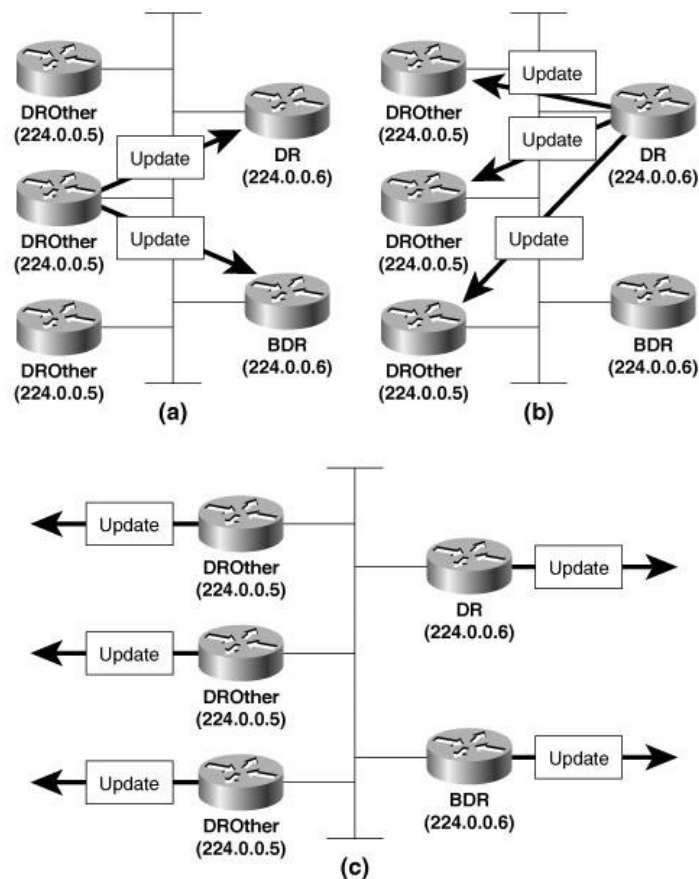 DROther
(224.0.0.5)
Update
DR
(224.0.0.6)
DROther
(224.0.0.5)
Update
BDR
(224.0.0.6)
DROther
(224.0.0.5)
(a)
Update
DROther
(224.0.0.5)
Update
DR
(224.0.0.6)
DROther
(224.0.0.5)
Update
BDR
(224.0.0.6)
DROther
(224.0.0.5)
(b)
Update
DROther
(224.0.0.5)
Update
DR
(224.0.0.6)
Update
DROther
(224.0.0.5)
Update
BDR
(224.0.0.6)
Update
DROther
(224.0.0.5)
(c)